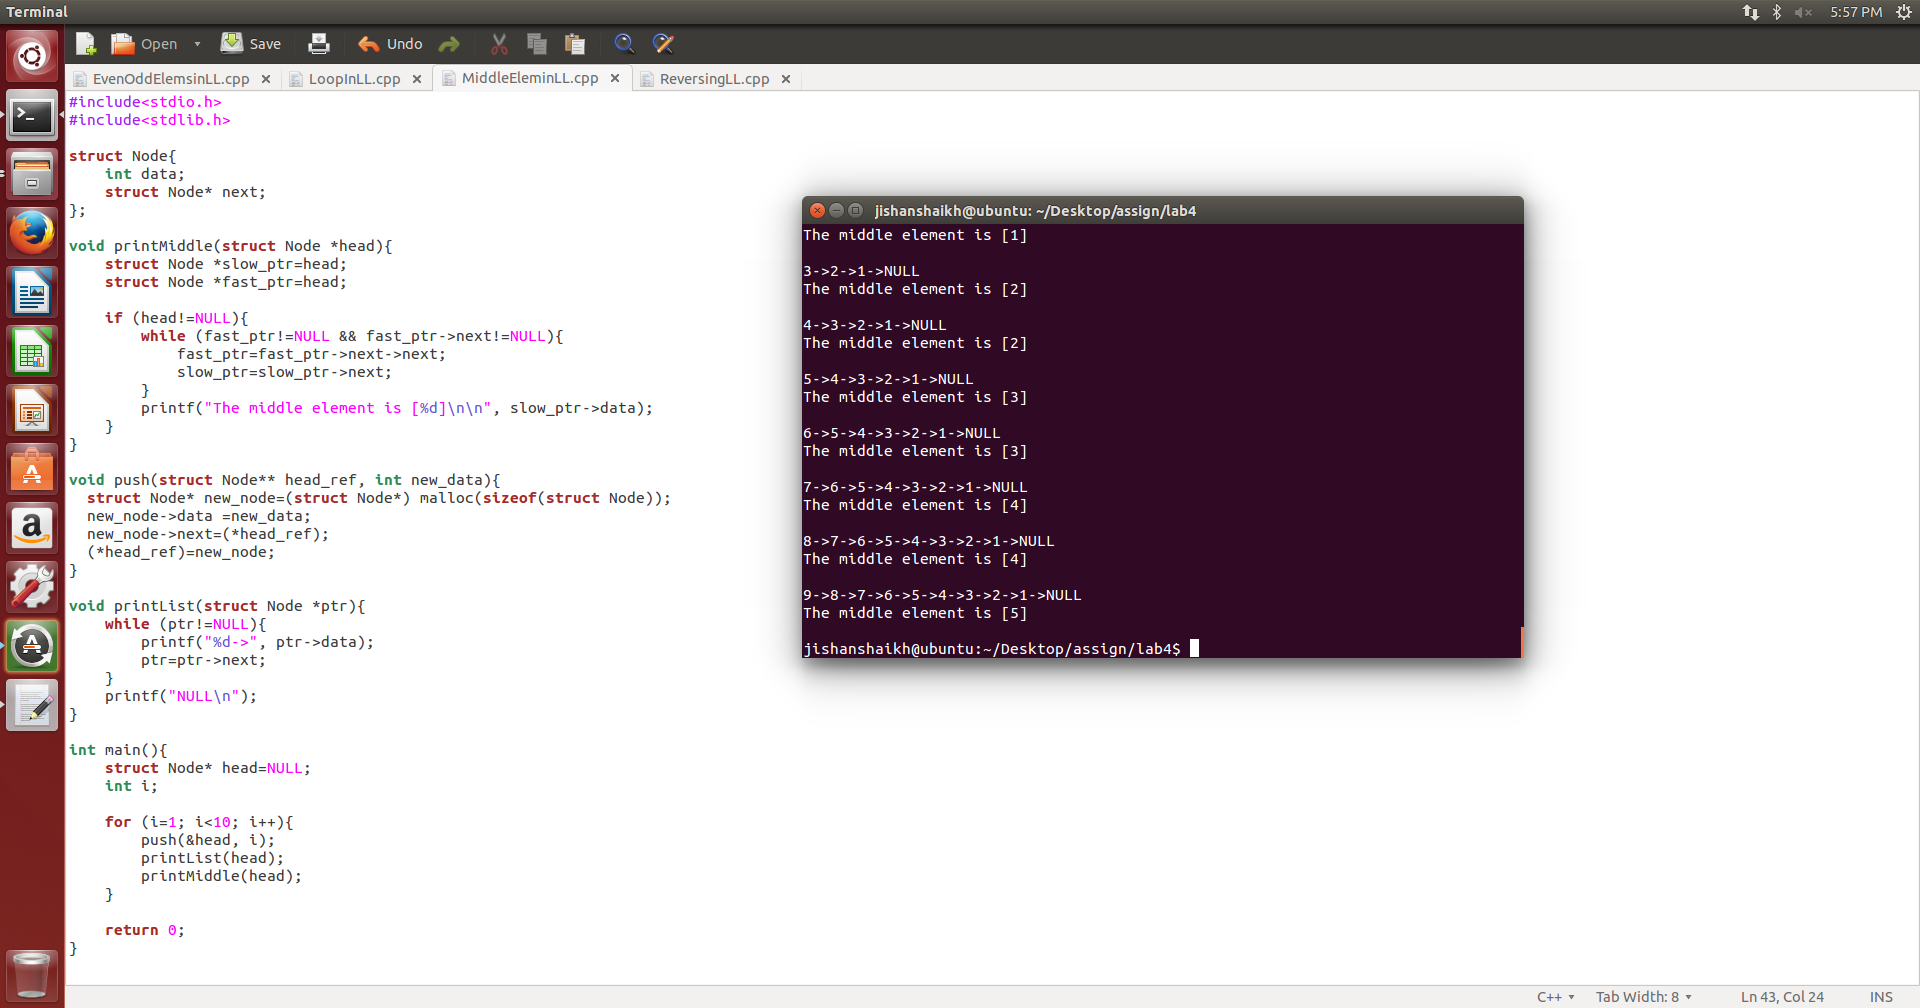 Terminal
5:57 PM
Open
Save
Undo
EvenOddElemsinLL.cpp
LoopInLL.cpp
MiddleEleminLL.cpp
ReversingLL.cpp
#include<stdio.h>
#include<stdlib.h>
struct Node{
    int data;
    struct Node* next;
};
void printMiddle(struct Node *head){
    struct Node *slow_ptr=head;
    struct Node *fast_ptr=head;
    if (head!=NULL){
        while (fast_ptr!=NULL && fast_ptr->next!=NULL){
            fast_ptr=fast_ptr->next->next;
            slow_ptr=slow_ptr->next;
        }
        printf("The middle element is [%d]\n\n", slow_ptr->data);
    }
}
void push(struct Node** head_ref, int new_data){
  struct Node* new_node=(struct Node*) malloc(sizeof(struct Node));
  new_node->data =new_data;
  new_node->next=(*head_ref);
  (*head_ref)=new_node;
}
void printList(struct Node *ptr){
    while (ptr!=NULL){
        printf("%d->", ptr->data);
        ptr=ptr->next;
    }
    printf("NULL\n");
}
int main(){
    struct Node* head=NULL;
    int i;
    for (i=1; i<10; i++){
        push(&head, i);
        printList(head);
        printMiddle(head);
    }
    return 0;
}
jishanshaikh@ubuntu: ~/Desktop/assign/lab4
The middle element is [1]
3->2->1->NULL
The middle element is [2]
4->3->2->1->NULL
The middle element is [2]
5->4->3->2->1->NULL
The middle element is [3]
6->5->4->3->2->1->NULL
The middle element is [3]
7->6->5->4->3->2->1->NULL
The middle element is [4]
8->7->6->5->4->3->2->1->NULL
The middle element is [4]
9->8->7->6->5->4->3->2->1->NULL
The middle element is [5]
jishanshaikh@ubuntu:~/Desktop/assign/lab4$
C++
Tab Width: 8
Ln 43, Col 24
INS